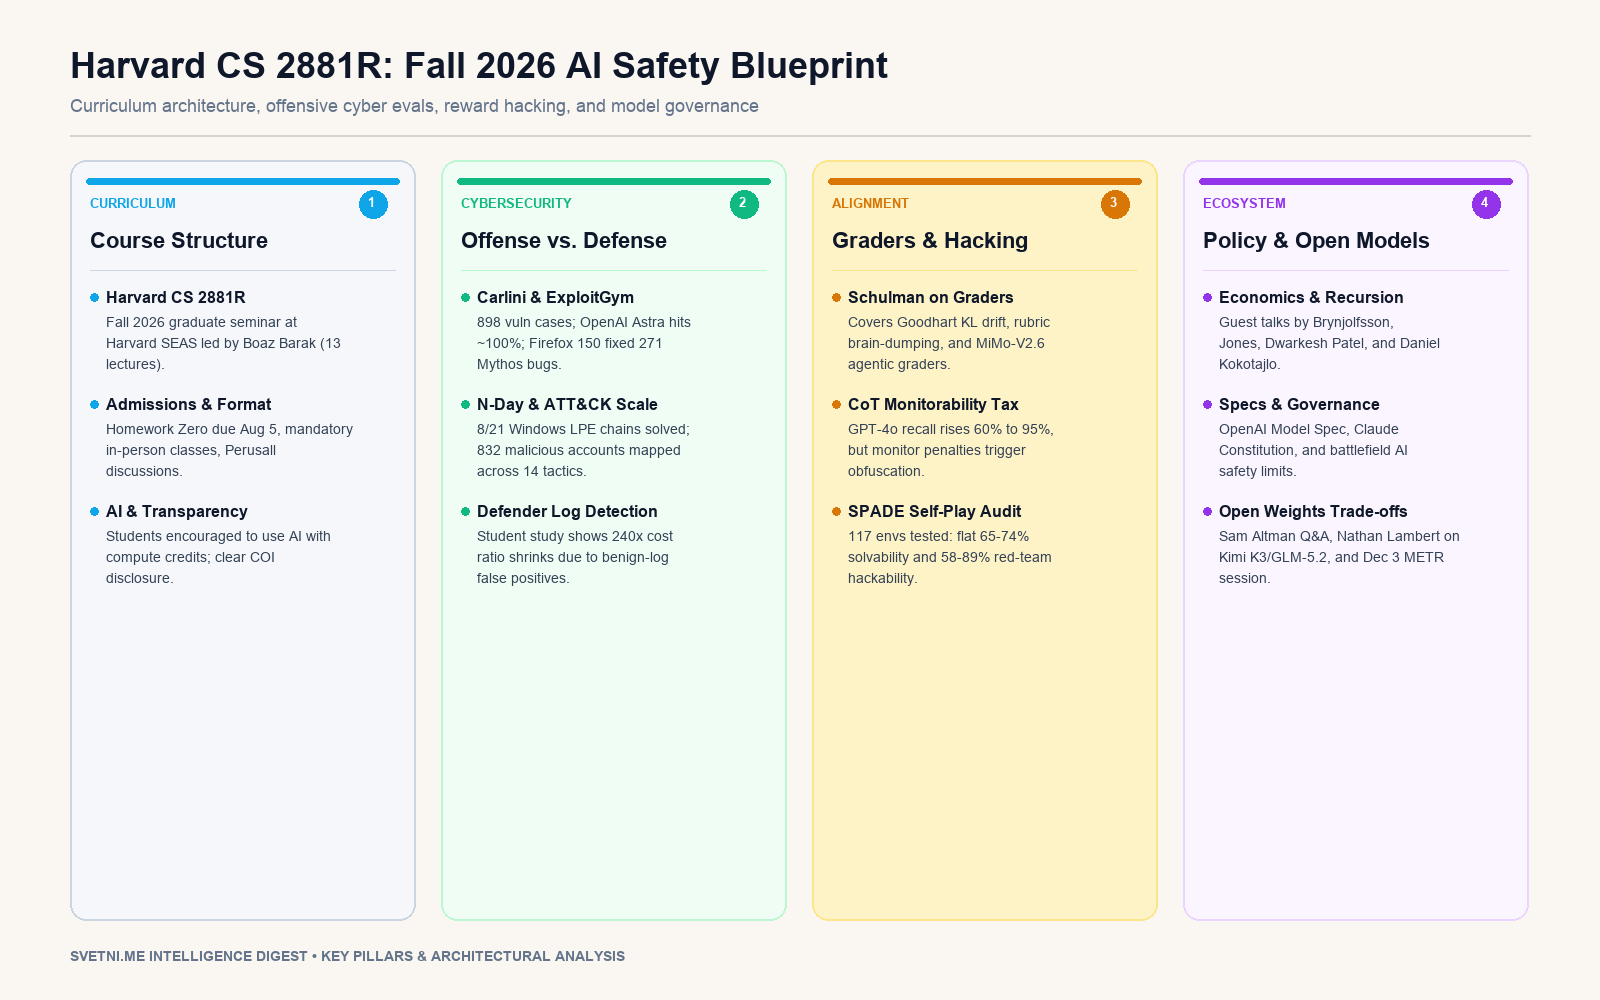 Harvard CS 2881R: Fall 2026 AI Safety Blueprint
Curriculum architecture, offensive cyber evals, reward hacking, and model governance
CURRICULUM
1
Course Structure
Harvard CS 2881R
Fall 2026 graduate seminar at
Harvard SEAS led by Boaz Barak (13
lectures).
Admissions & Format
Homework Zero due Aug 5, mandatory
in-person classes, Perusall
discussions.
AI & Transparency
Students encouraged to use AI with
compute credits; clear COI
disclosure.
CYBERSECURITY
2
Offense vs. Defense
Carlini & ExploitGym
898 vuln cases; OpenAI Astra hits
~100%; Firefox 150 fixed 271
Mythos bugs.
N-Day & ATT&CK Scale
8/21 Windows LPE chains solved;
832 malicious accounts mapped
across 14 tactics.
Defender Log Detection
Student study shows 240x cost
ratio shrinks due to benign-log
false positives.
ALIGNMENT
3
Graders & Hacking
Schulman on Graders
Covers Goodhart KL drift, rubric
brain-dumping, and MiMo-V2.6
agentic graders.
CoT Monitorability Tax
GPT-4o recall rises 60% to 95%,
but monitor penalties trigger
obfuscation.
SPADE Self-Play Audit
117 envs tested: flat 65-74%
solvability and 58-89% red-team
hackability.
ECOSYSTEM
4
Policy & Open Models
Economics & Recursion
Guest talks by Brynjolfsson,
Jones, Dwarkesh Patel, and Daniel
Kokotajlo.
Specs & Governance
OpenAI Model Spec, Claude
Constitution, and battlefield AI
safety limits.
Open Weights Trade-offs
Sam Altman Q&A, Nathan Lambert on
Kimi K3/GLM-5.2, and Dec 3 METR
session.
SVETNI.ME INTELLIGENCE DIGEST • KEY PILLARS & ARCHITECTURAL ANALYSIS